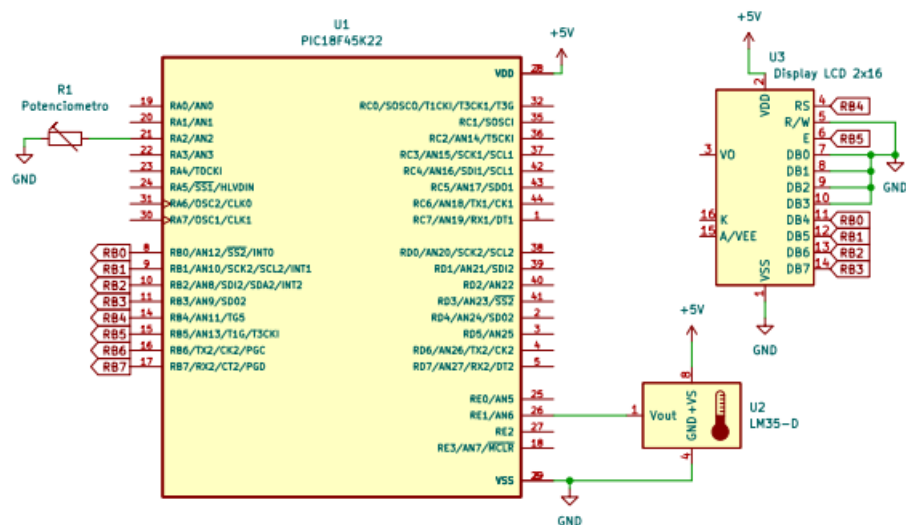 U1
PIC18F45K22
+5V
VDD
28
R1
Potenciometro
GND
19 RA0/AN0
20 RA1/AN1
21 RA2/AN2
22 RA3/AN3
23 RA4/T0CKI
24 RA5/SS1/HLVDIN
31 RA6/OSC2/CLKO
30 RA7/OSC1/CLK1
RB0 8 RB0/AN12/SS2/INT0
RB1 9 RB1/AN10/SCK2/SCL2/INT1
RB2 10 RB2/AN8/SDI2/SDA2/INT2
RB3 11 RB3/AN9/SDO2
RB4 14 RB4/AN11/TG5
RB5 15 RB5/AN13/T1G/T3CKI
RB6 16 RB6/TX2/CK2/PGC
RB7 17 RB7/RX2/CT2/PGD
RC0/SOSCO/T1CKI/T3CK1/T3G 32
RC1/SOSCI 35
RC2/AN14/T5CKI 36
RC3/AN15/SCK1/SCL1 37
RC4/AN16/SDI1/SCL1 42
RC5/AN17/SDO1 43
RC6/AN18/TX1/CK1 44
RC7/AN19/RX1/DT1 1
RD0/AN20/SCK2/SCL2 38
RD1/AN21/SDI2 39
RD2/AN22 40
RD3/AN23/SS2 41
RD4/AN24/SDO2 2
RD5/AN25 3
RD6/AN26/TX2/CK2 4
RD7/AN27/RX2/DT2 5
RE0/AN5 25
RE1/AN6 26
RE2 27
RE3/AN7/MCLR 18
VSS
GND
+5V
U3
Display LCD 2x16
2
VDD
RS 4 RB4
R/W 5
E 6 RB5
DB0 7
DB1 8
DB2 9
DB3 10
DB4 11 RB0
DB5 12 RB1
DB6 13 RB2
DB7 14 RB3
3 VO
16 K
15 A/VEE
VSS
1
GND
GND
+5V
8
1 Vout
GND +VS
4
U2
LM35-D